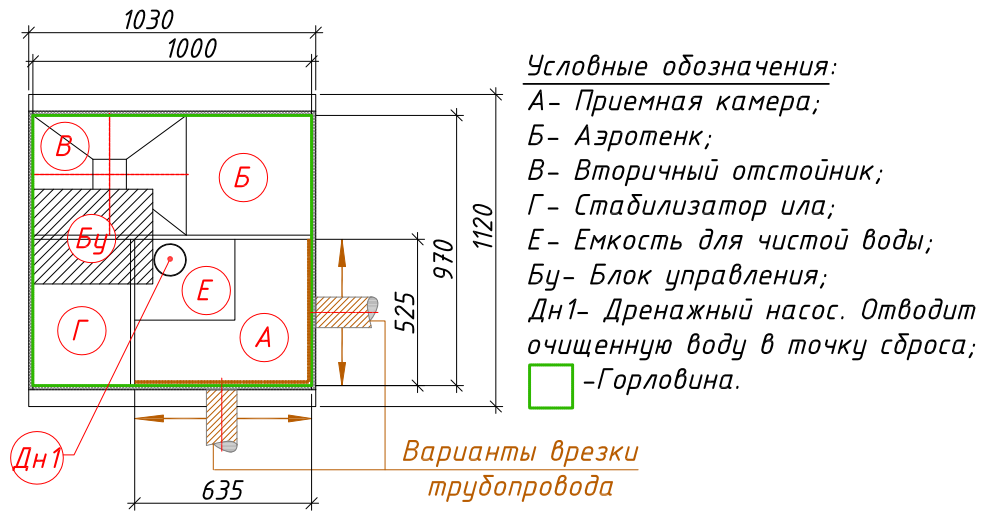 1030
1000
В
Б
Бу
Е
Г
А
Дн1
635
525
970
1120
Варианты врезки
трубопровода
Условные обозначения:
А- Приемная камера;
Б- Аэротенк;
В- Вторичный отстойник;
Г- Стабилизатор ила;
Е- Емкость для чистой воды;
Бу- Блок управления;
Дн1- Дренажный насос. Отводит
очищенную воду в точку сброса;
-Горловина.